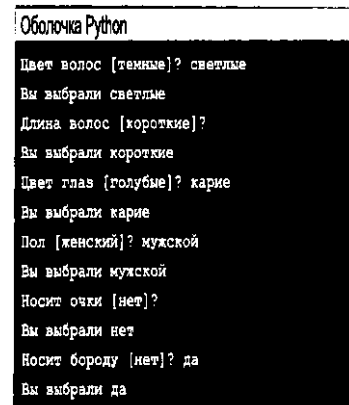 Оболочка Python
Цвет волос [темные]? светлые
Вы выбрали светлые
Длина волос [короткие]?
Вы выбрали короткие
Цвет глаз [голубые]? карие
Вы выбрали карие
Пол [женский]? мужской
Вы выбрали мужской
Носит очки [нет]?
Вы выбрали нет
Носит бороду [нет]? да
Вы выбрали да